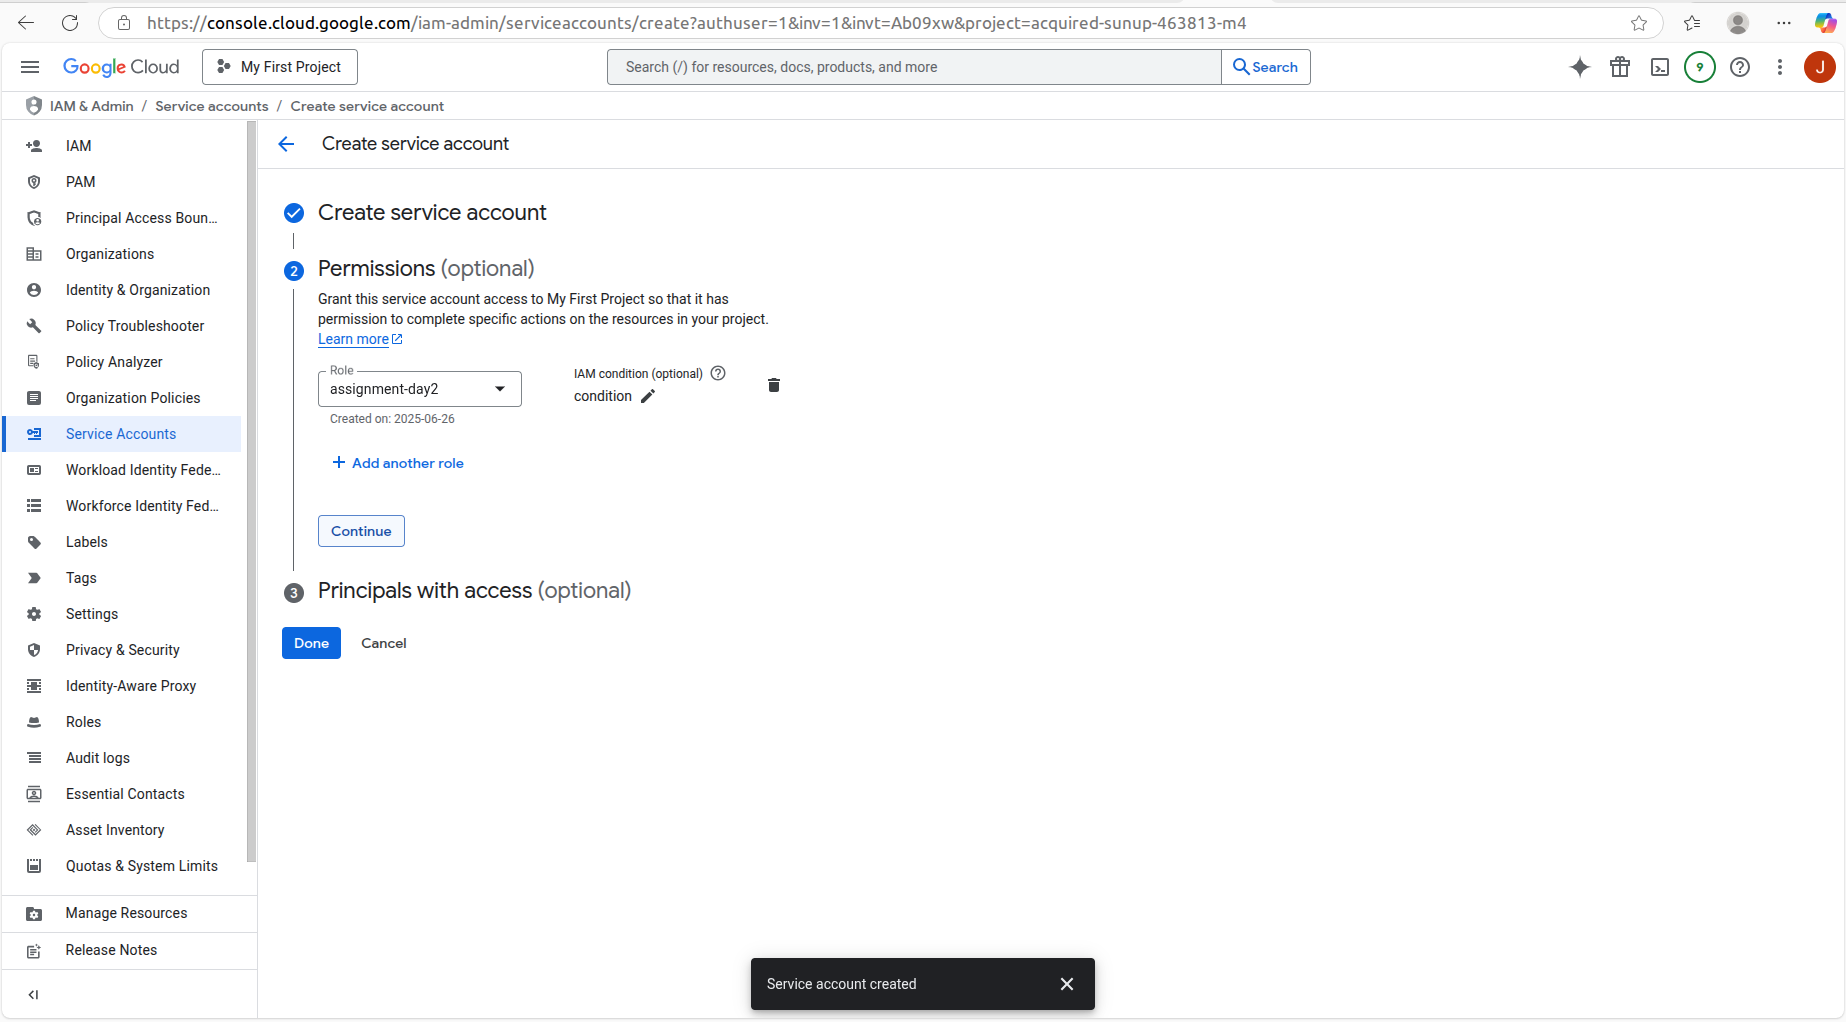 https://console.cloud.google.com/iam-admin/serviceaccounts/create?authuser=1&inv=1&invt=Ab09xw&project=acquired-sunup-463813-m4
Google Cloud
My First Project
Search (/) for resources, docs, products, and more
Search
9
J
IAM & Admin / Service accounts / Create service account
IAM
PAM
Principal Access Boun...
Organizations
Identity & Organization
Policy Troubleshooter
Policy Analyzer
Organization Policies
Service Accounts
Workload Identity Fede...
Workforce Identity Fed...
Labels
Tags
Settings
Privacy & Security
Identity-Aware Proxy
Roles
Audit logs
Essential Contacts
Asset Inventory
Quotas & System Limits
Manage Resources
Release Notes
Create service account
Create service account
2 Permissions (optional)
Grant this service account access to My First Project so that it has
permission to complete specific actions on the resources in your project.
Learn more
Role
assignment-day2
Created on: 2025-06-26
IAM condition (optional)
condition
+ Add another role
Continue
3 Principals with access (optional)
Done Cancel
Service account created